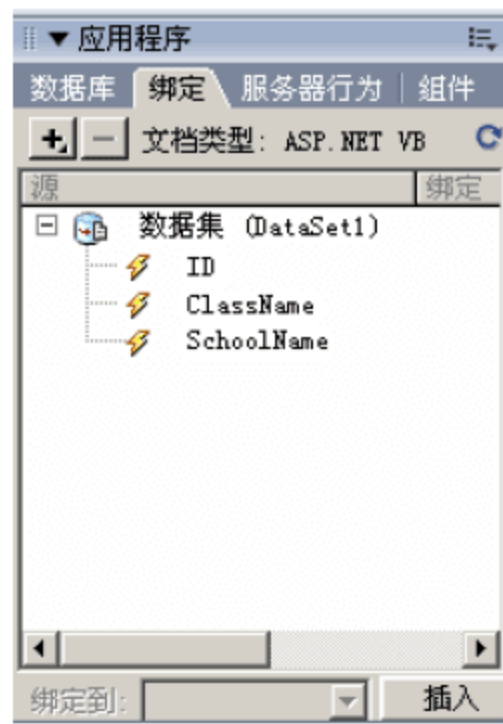 应用程序
数据库 绑定 服务器行为 组件
文档类型: ASP.NET VB
源 绑定
数据集 (DataSet1)
ID
ClassName
SchoolName
绑定到: 插入